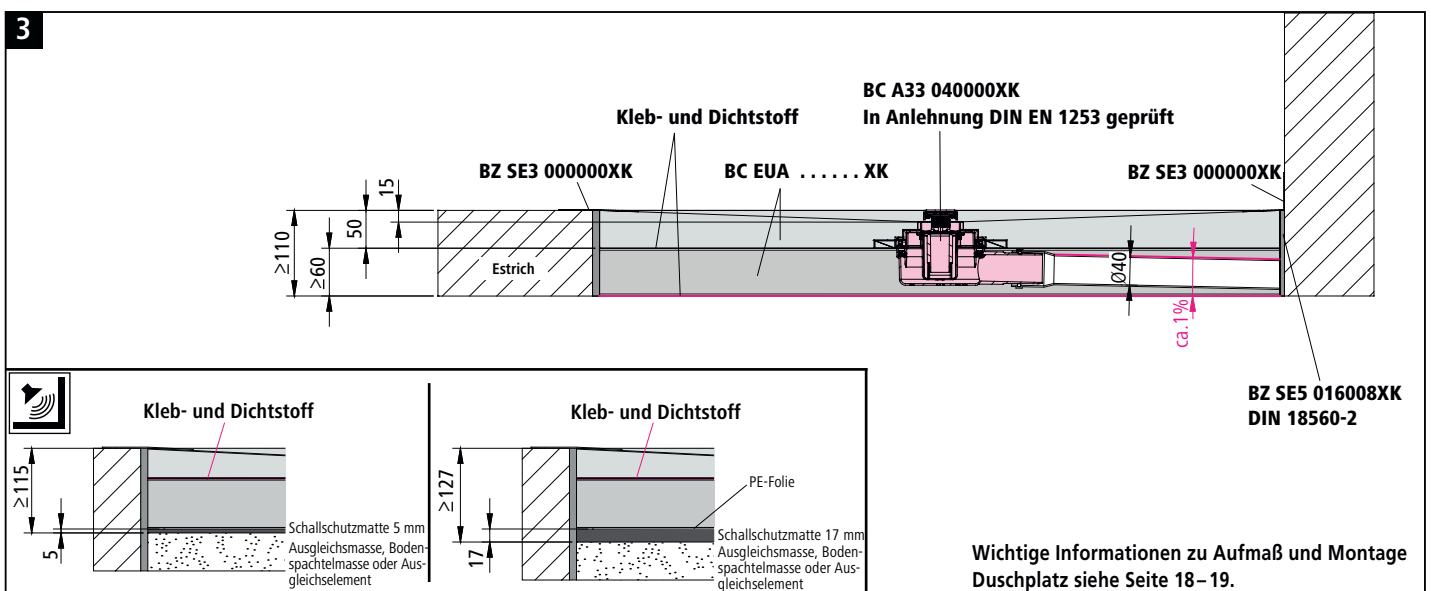 3
BC A33 040000XK
In Anlehnung DIN EN 1253 geprüft
Kleb- und Dichtstoff
BZ SE3 000000XK
BC EUA . . . . . . XK
BZ SE3 000000XK
15
50
≥110
≥60
Estrich
Ø40
ca.1%
BZ SE5 016008XK
DIN 18560-2
Kleb- und Dichtstoff
≥115
5
Schallschutzmatte 5 mm
Ausgleichsmasse, Boden-
spachtelmasse oder Aus-
gleichselement
Kleb- und Dichtstoff
≥127
17
PE-Folie
Schallschutzmatte 17 mm
Ausgleichsmasse, Boden-
spachtelmasse oder Aus-
gleichselement
Wichtige Informationen zu Aufmaß und Montage
Duschplatz siehe Seite 18–19.